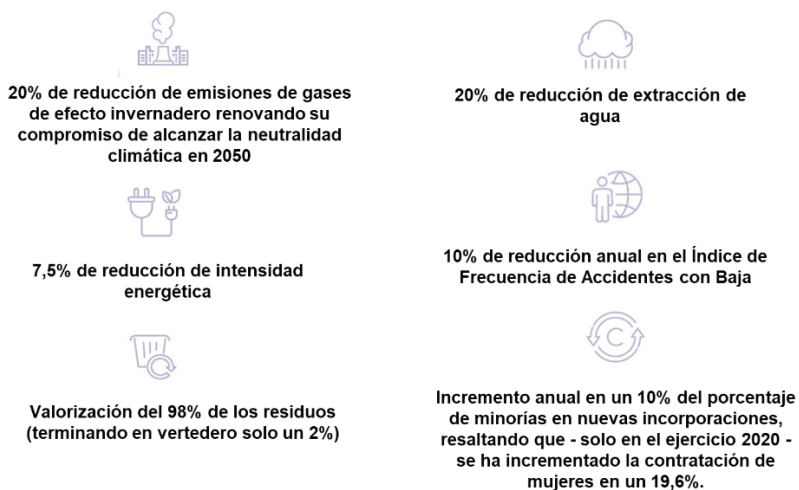 20% de reducción de emisiones de gases
de efecto invernadero renovando su
compromiso de alcanzar la neutralidad
climática en 2050
20% de reducción de extracción de
agua
7,5% de reducción de intensidad
energética
10% de reducción anual en el Índice de
Frecuencia de Accidentes con Baja
C
Valorización del 98% de los residuos
(terminando en vertedero solo un 2%)
Incremento anual en un 10% del porcentaje
de minorías en nuevas incorporaciones,
resaltando que - solo en el ejercicio 2020 -
se ha incrementado la contratación de
mujeres en un 19,6%.